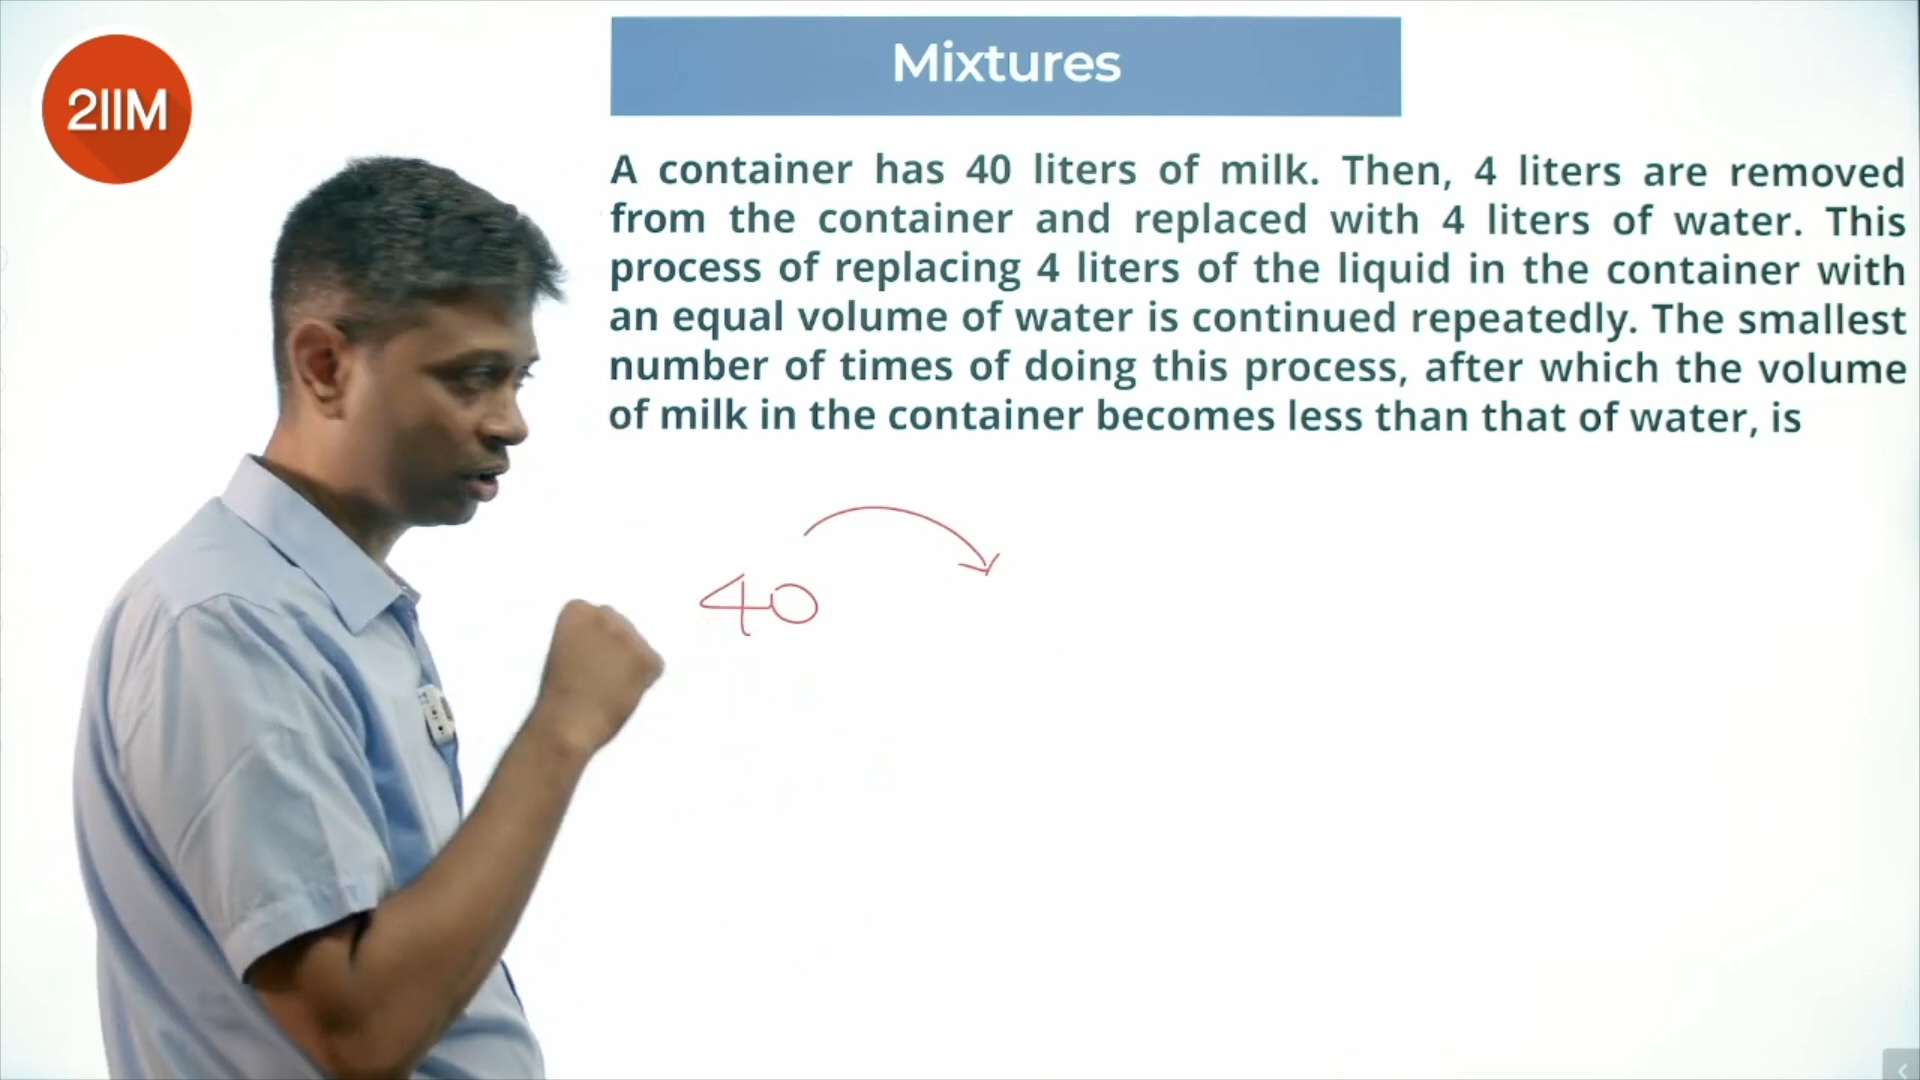 2IIM
Mixtures
A container has 40 liters of milk. Then, 4 liters are removed
from the container and replaced with 4 liters of water. This
process of replacing 4 liters of the liquid in the container with
an equal volume of water is continued repeatedly. The smallest
number of times of doing this process, after which the volume
of milk in the container becomes less than that of water, is
40